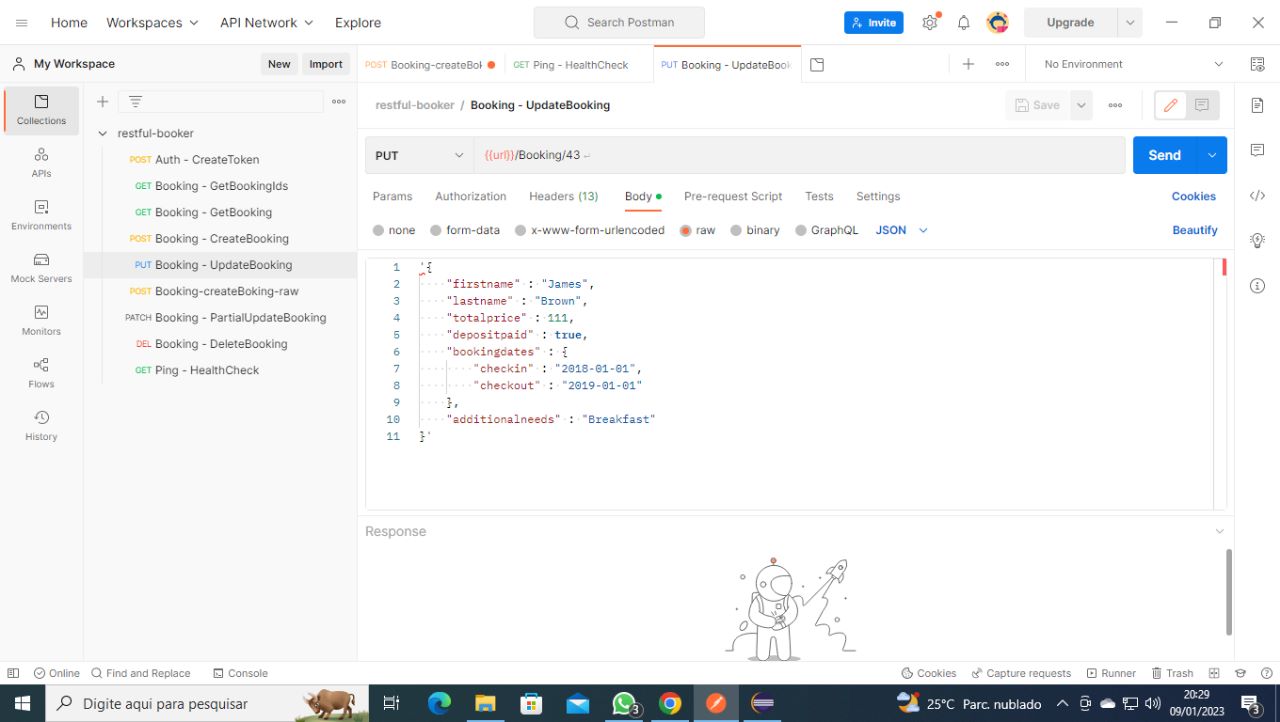 Home Workspaces API Network Explore Search Postman Invite Upgrade
My Workspace New Import POST Booking-createBok GET Ping - HealthCheck PUT Booking - UpdateBook No Environment
Collections
APIs
Environments
Mock Servers
Monitors
Flows
History
restful-booker
POST Auth - CreateToken
GET Booking - GetBookingIds
GET Booking - GetBooking
POST Booking - CreateBooking
PUT Booking - UpdateBooking
POST Booking-createBoking-raw
PATCH Booking - PartialUpdateBooking
DEL Booking - DeleteBooking
GET Ping - HealthCheck
restful-booker / Booking - UpdateBooking Save
PUT {{url}}/Booking/43 Send
Params Authorization Headers (13) Body Pre-request Script Tests Settings Cookies
none form-data x-www-form-urlencoded raw binary GraphQL JSON Beautify
1 '{
2 "firstname" : "James",
3 "lastname" : "Brown",
4 "totalprice" : 111,
5 "depositpaid" : true,
6 "bookingdates" : {
7 "checkin" : "2018-01-01",
8 "checkout" : "2019-01-01"
9 },
10 "additionalneeds" : "Breakfast"
11 }'
Response
Online Find and Replace Console Cookies Capture requests Runner Trash
Digite aqui para pesquisar 3 25°C Parc. nublado 20:29
09/01/2023 3